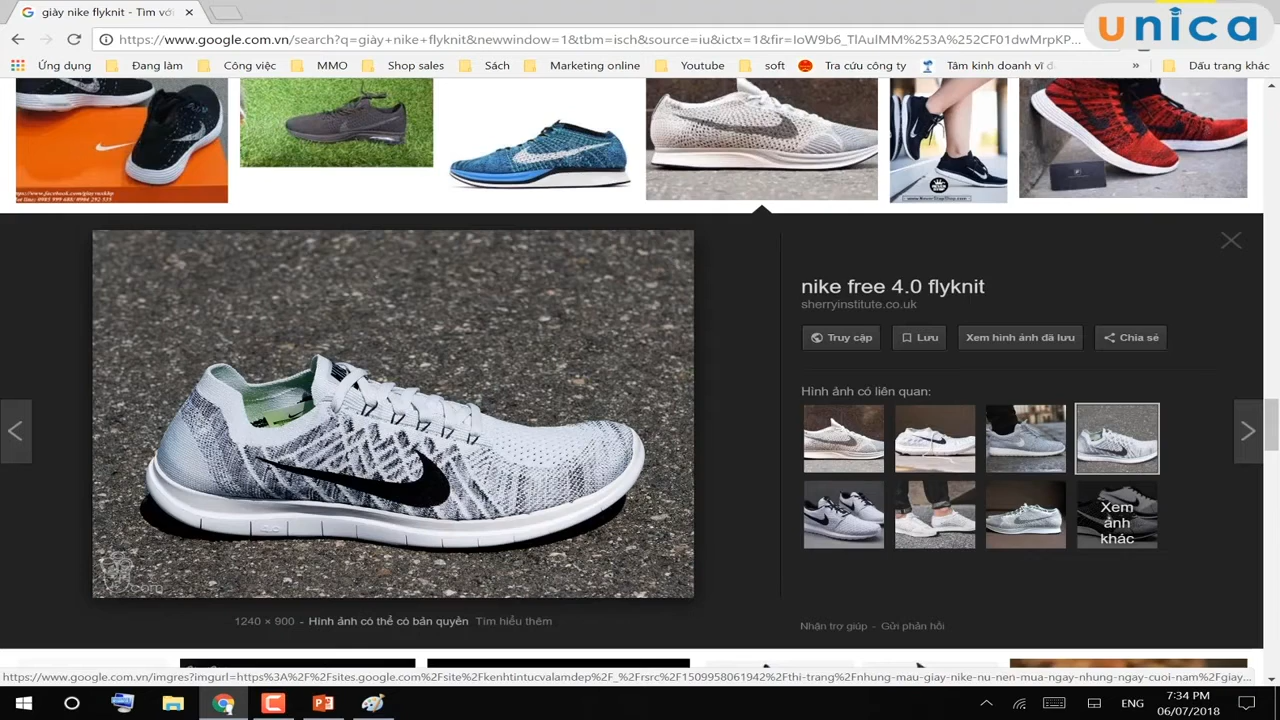 giày nike flyknit - Tìm với
unica
https://www.google.com.vn/search?q=giày+nike+flyknit&newwindow=1&tbm=isch&source=iu&ictx=1&fir=IoW9b6_TlAulMM%253A%252CF01dwMrpKP...
Ứng dụng
Đang làm
Công việc
MMO
Shop sales
Sách
Marketing online
Youtube
soft
Tra cứu công ty
Tâm kinh doanh vĩ đ
»
Dấu trang khác
nike free 4.0 flyknit
sherryinstitute.co.uk
Truy cập
Lưu
Xem hình ảnh đã lưu
Chia sẻ
Hình ảnh có liên quan:
Xem
ảnh
khác
4.0
.com
1240 × 900 - Hình ảnh có thể có bản quyền Tìm hiểu thêm
Nhận trợ giúp - Gửi phản hồi
https://www.google.com.vn/imgres?imgurl=https%3A%2F%2Fsites.google.com%2Fsite%2Fkenhtintucvalamdep%2F_%2Frsrc%2F1509958061942%2Fthi-trang%2Fnhung-mau-giay-nike-nu-nen-mua-ngay-nhung-ngay-cuoi-nam%2Fgiay...
ENG
7:34 PM
06/07/2018